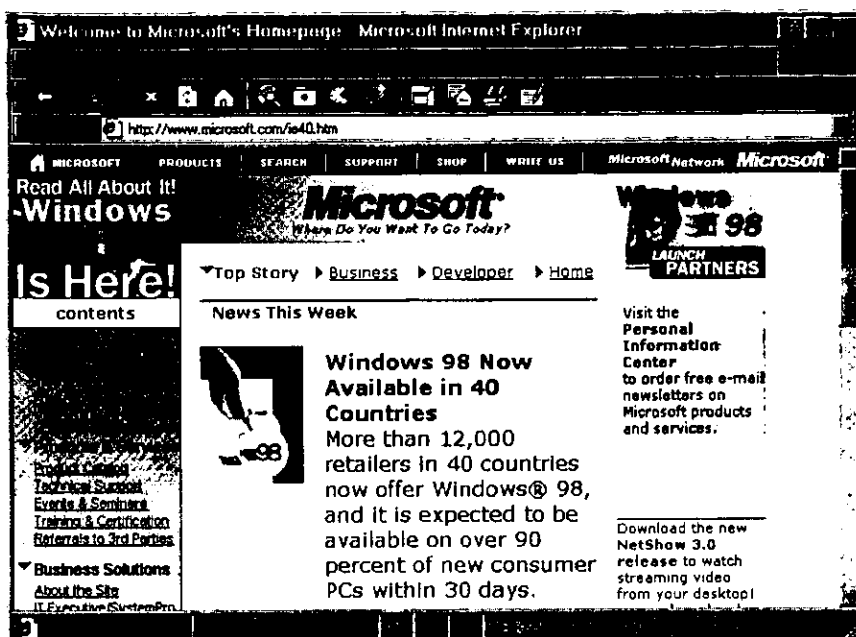 Welcome to Microsoft's Homepage - Microsoft Internet Explorer
http://www.microsoft.com/ie40.htm
MICROSOFT PRODUCTS SEARCH SUPPORT SHOP WRITE US Microsoft Network Microsoft
Read All About It!
Windows
Is Here!
contents
Product Catalog
Technical Support
Events & Seminars
Training & Certification
Referrals to 3rd Parties
Business Solutions
About the Site
IT Executive/SystemPro
Microsoft
Where Do You Want To Go Today?
Top Story Business Developer Home
News This Week
98
Windows 98 Now
Available in 40
Countries
More than 12,000
retailers in 40 countries
now offer Windows® 98,
and it is expected to be
available on over 90
percent of new consumer
PCs within 30 days.
Windows
98
LAUNCH
PARTNERS
Visit the
Personal
Information
Center
to order free e-mail
newsletters on
Microsoft products
and services.
Download the new
NetShow 3.0
release to watch
streaming video
from your desktop!